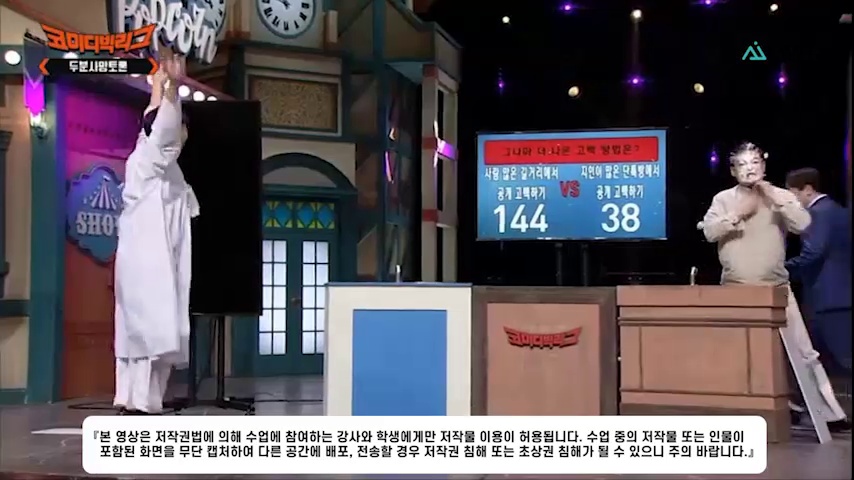 Popcorn
코미디빅리그
두분사망토론
SHOW
그나마 더 나은 고백 방법은?
사람 많은 길거리에서
공개 고백하기
144
VS
지인이 많은 단톡방에서
공개 고백하기
38
코미디빅리그
『본 영상은 저작권법에 의해 수업에 참여하는 강사와 학생에게만 저작물 이용이 허용됩니다. 수업 중의 저작물 또는 인물이
포함된 화면을 무단 캡처하여 다른 공간에 배포, 전송할 경우 저작권 침해 또는 초상권 침해가 될 수 있으니 주의 바랍니다.』